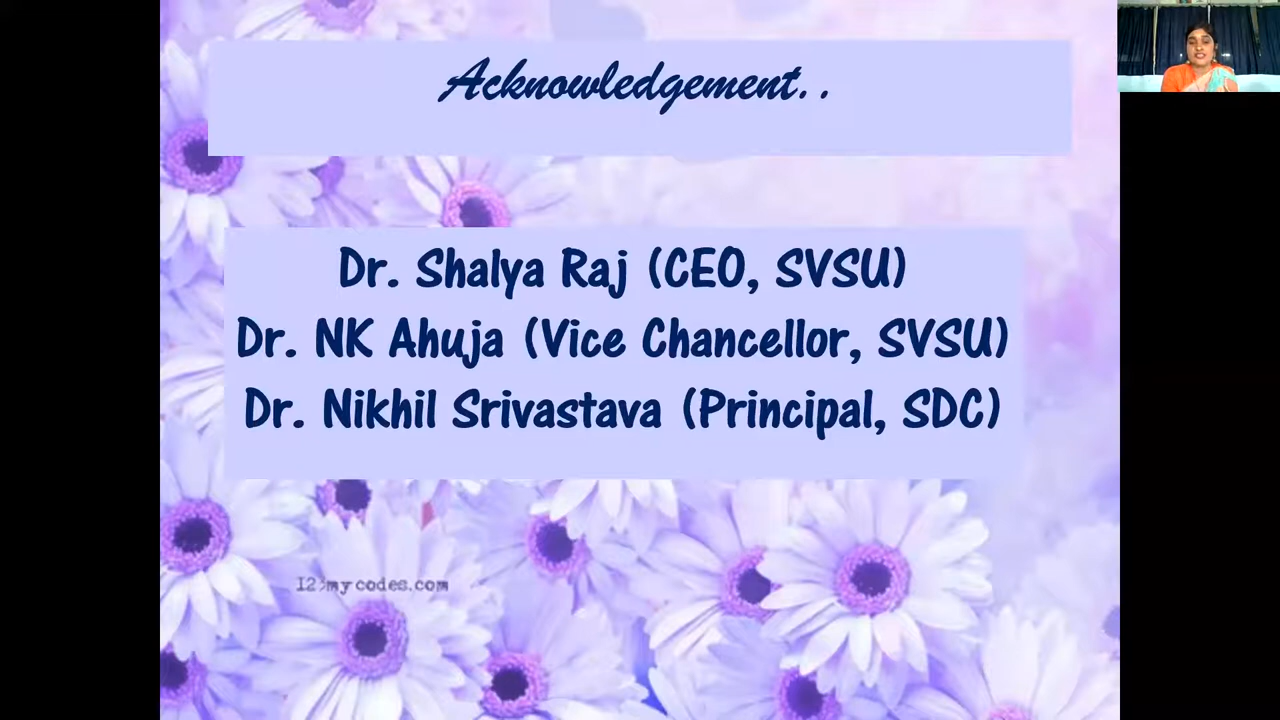 Acknowledgement..
Dr. Shalya Raj (CEO, SVSU)
Dr. NK Ahuja (Vice Chancellor, SVSU)
Dr. Nikhil Srivastava (Principal, SDC)
123mycodes.com